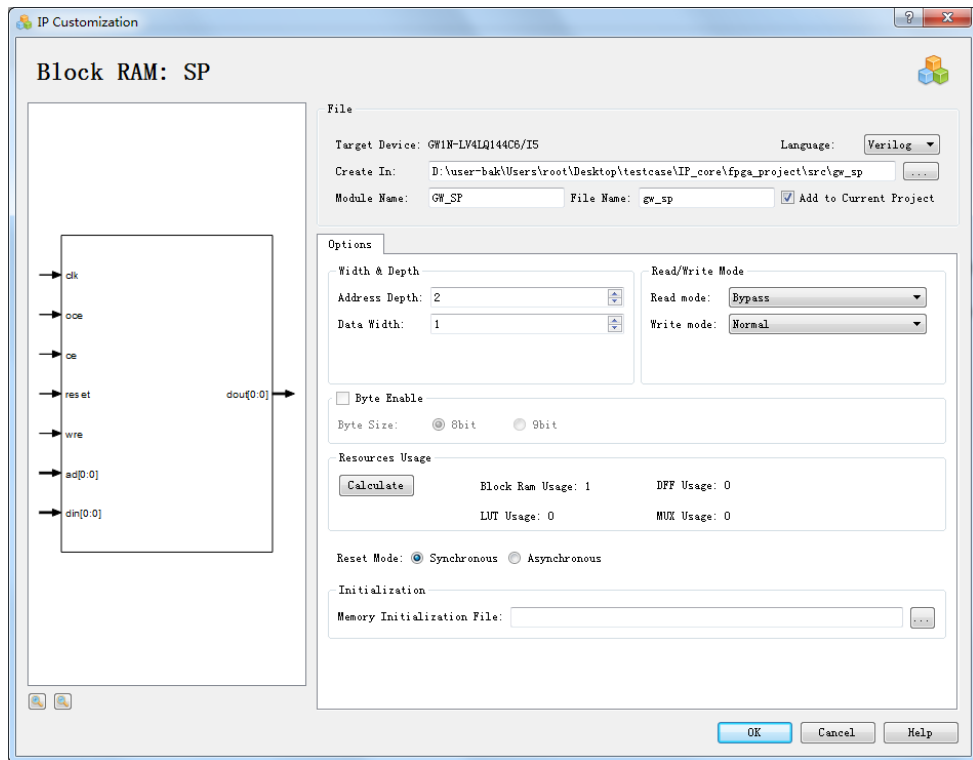 IP Customization
Block RAM: SP
File
Target Device: GW1N-LV4LQ144C6/I5
Language: Verilog
Create In: D:\user-bak\Users\root\Desktop\testcase\IP_core\fpga_project\src\gw_sp ...
Module Name: GW_SP File Name: gw_sp Add to Current Project
clk
oce
ce
reset
dout[0:0]
wre
ad[0:0]
din[0:0]
Options
Width & Depth
Address Depth: 2
Data Width: 1
Read/Write Mode
Read mode: Bypass
Write mode: Normal
Byte Enable
Byte Size: 8bit 9bit
Resources Usage
Calculate Block Ram Usage: 1 DFF Usage: 0
LUT Usage: 0 MUX Usage: 0
Reset Mode: Synchronous Asynchronous
Initialization
Memory Initialization File: ...
OK Cancel Help